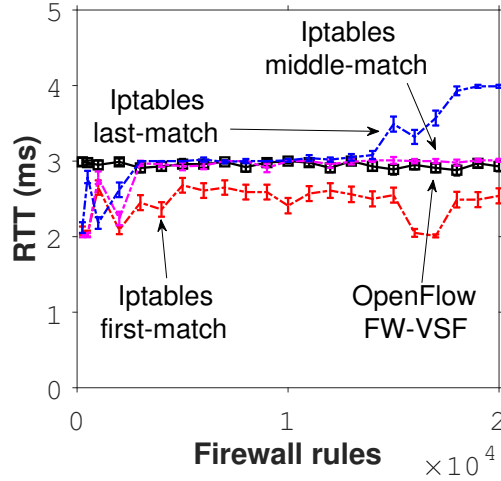 5
4
3
2
1
0
RTT (ms)
Iptables
middle-match
Iptables
last-match
Iptables
first-match
OpenFlow
FW-VSF
0
1
2
Firewall rules
× 10^4